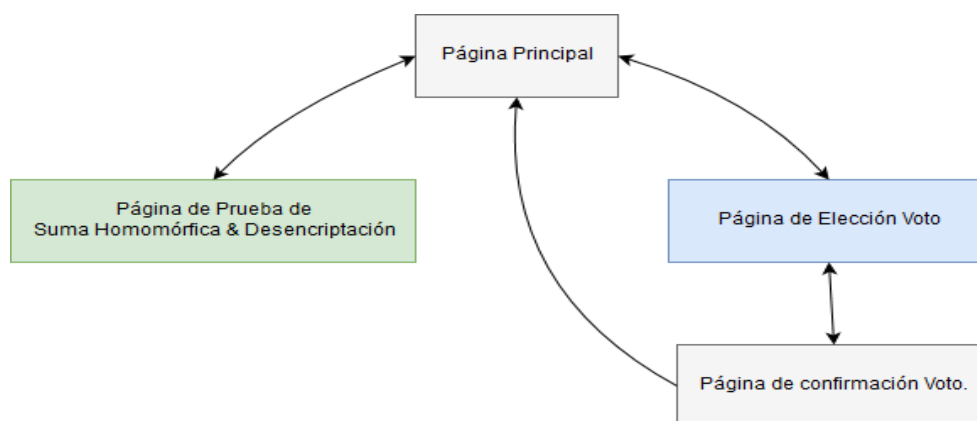 Página Principal
Página de Prueba de
Suma Homomórfica & Desencriptación
Página de Elección Voto
Página de confirmación Voto.